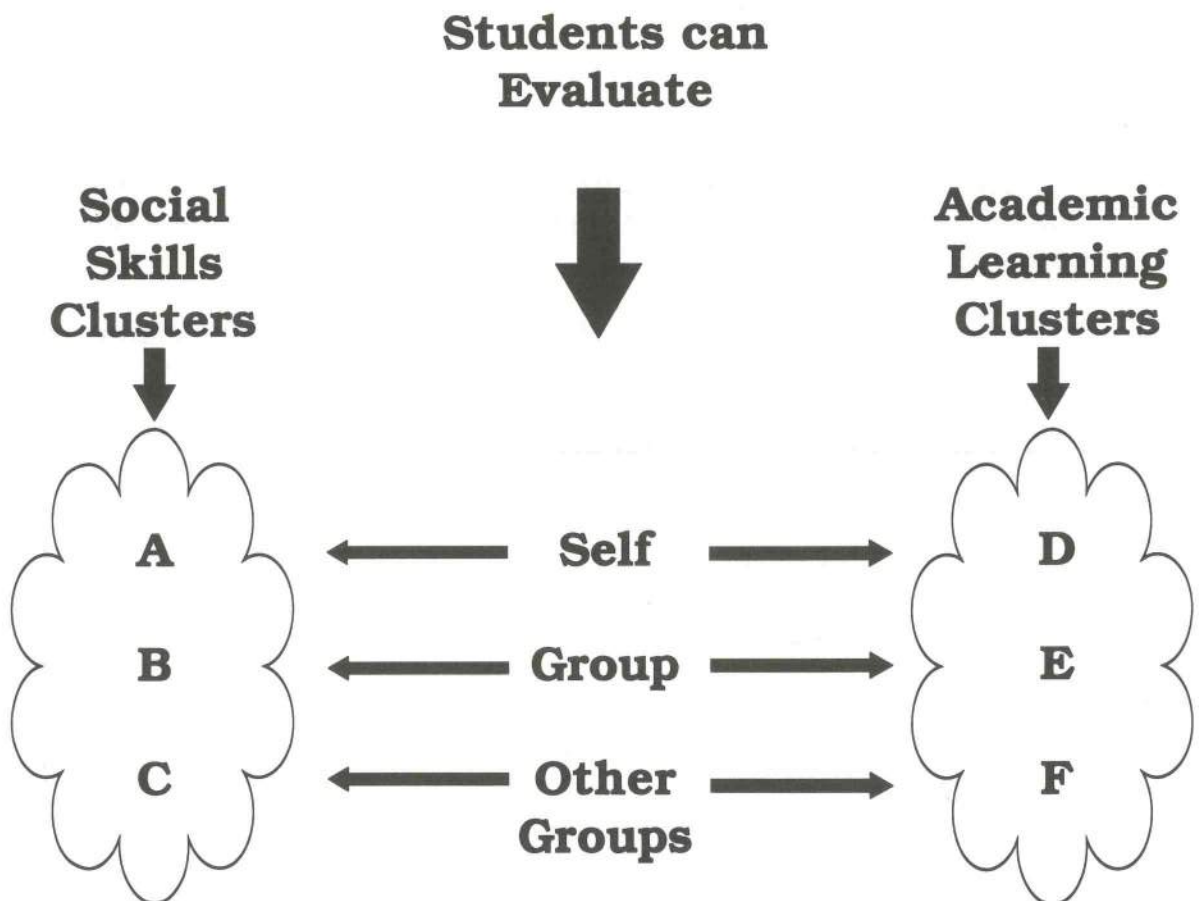 Students can
Evaluate
Social
Skills
Clusters
Academic
Learning
Clusters
A
Self
D
B
Group
E
C
Other
Groups
F